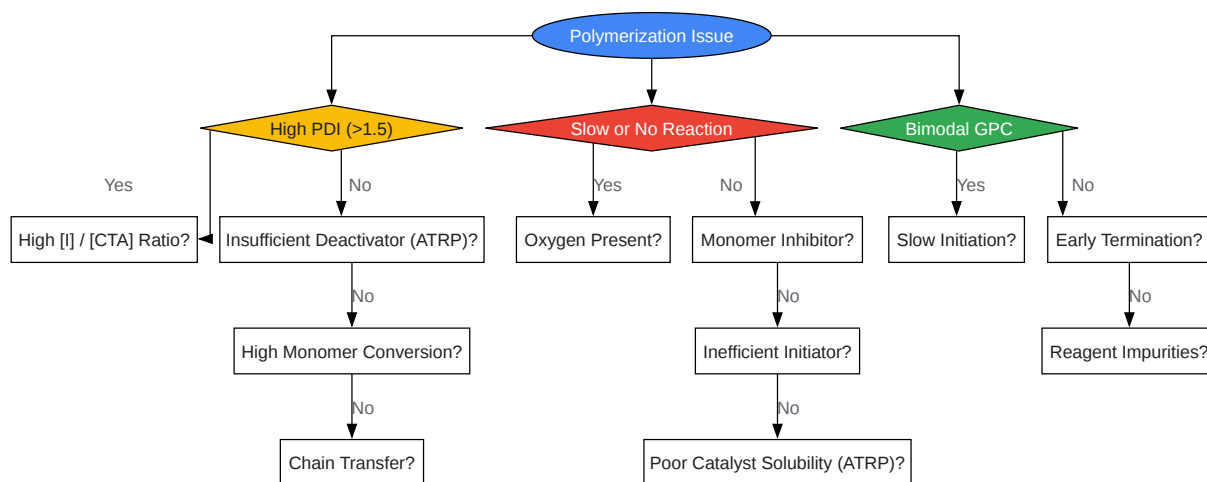 Polymerization Issue
High PDI (>1.5)
Slow or No Reaction
Bimodal GPC
Yes
No
Yes
No
Yes
No
High [I] / [CTA] Ratio?
Insufficient Deactivator (ATRP)?
Oxygen Present?
Monomer Inhibitor?
Slow Initiation?
Early Termination?
No
No
No
High Monomer Conversion?
Inefficient Initiator?
Reagent Impurities?
No
No
Chain Transfer?
Poor Catalyst Solubility (ATRP)?